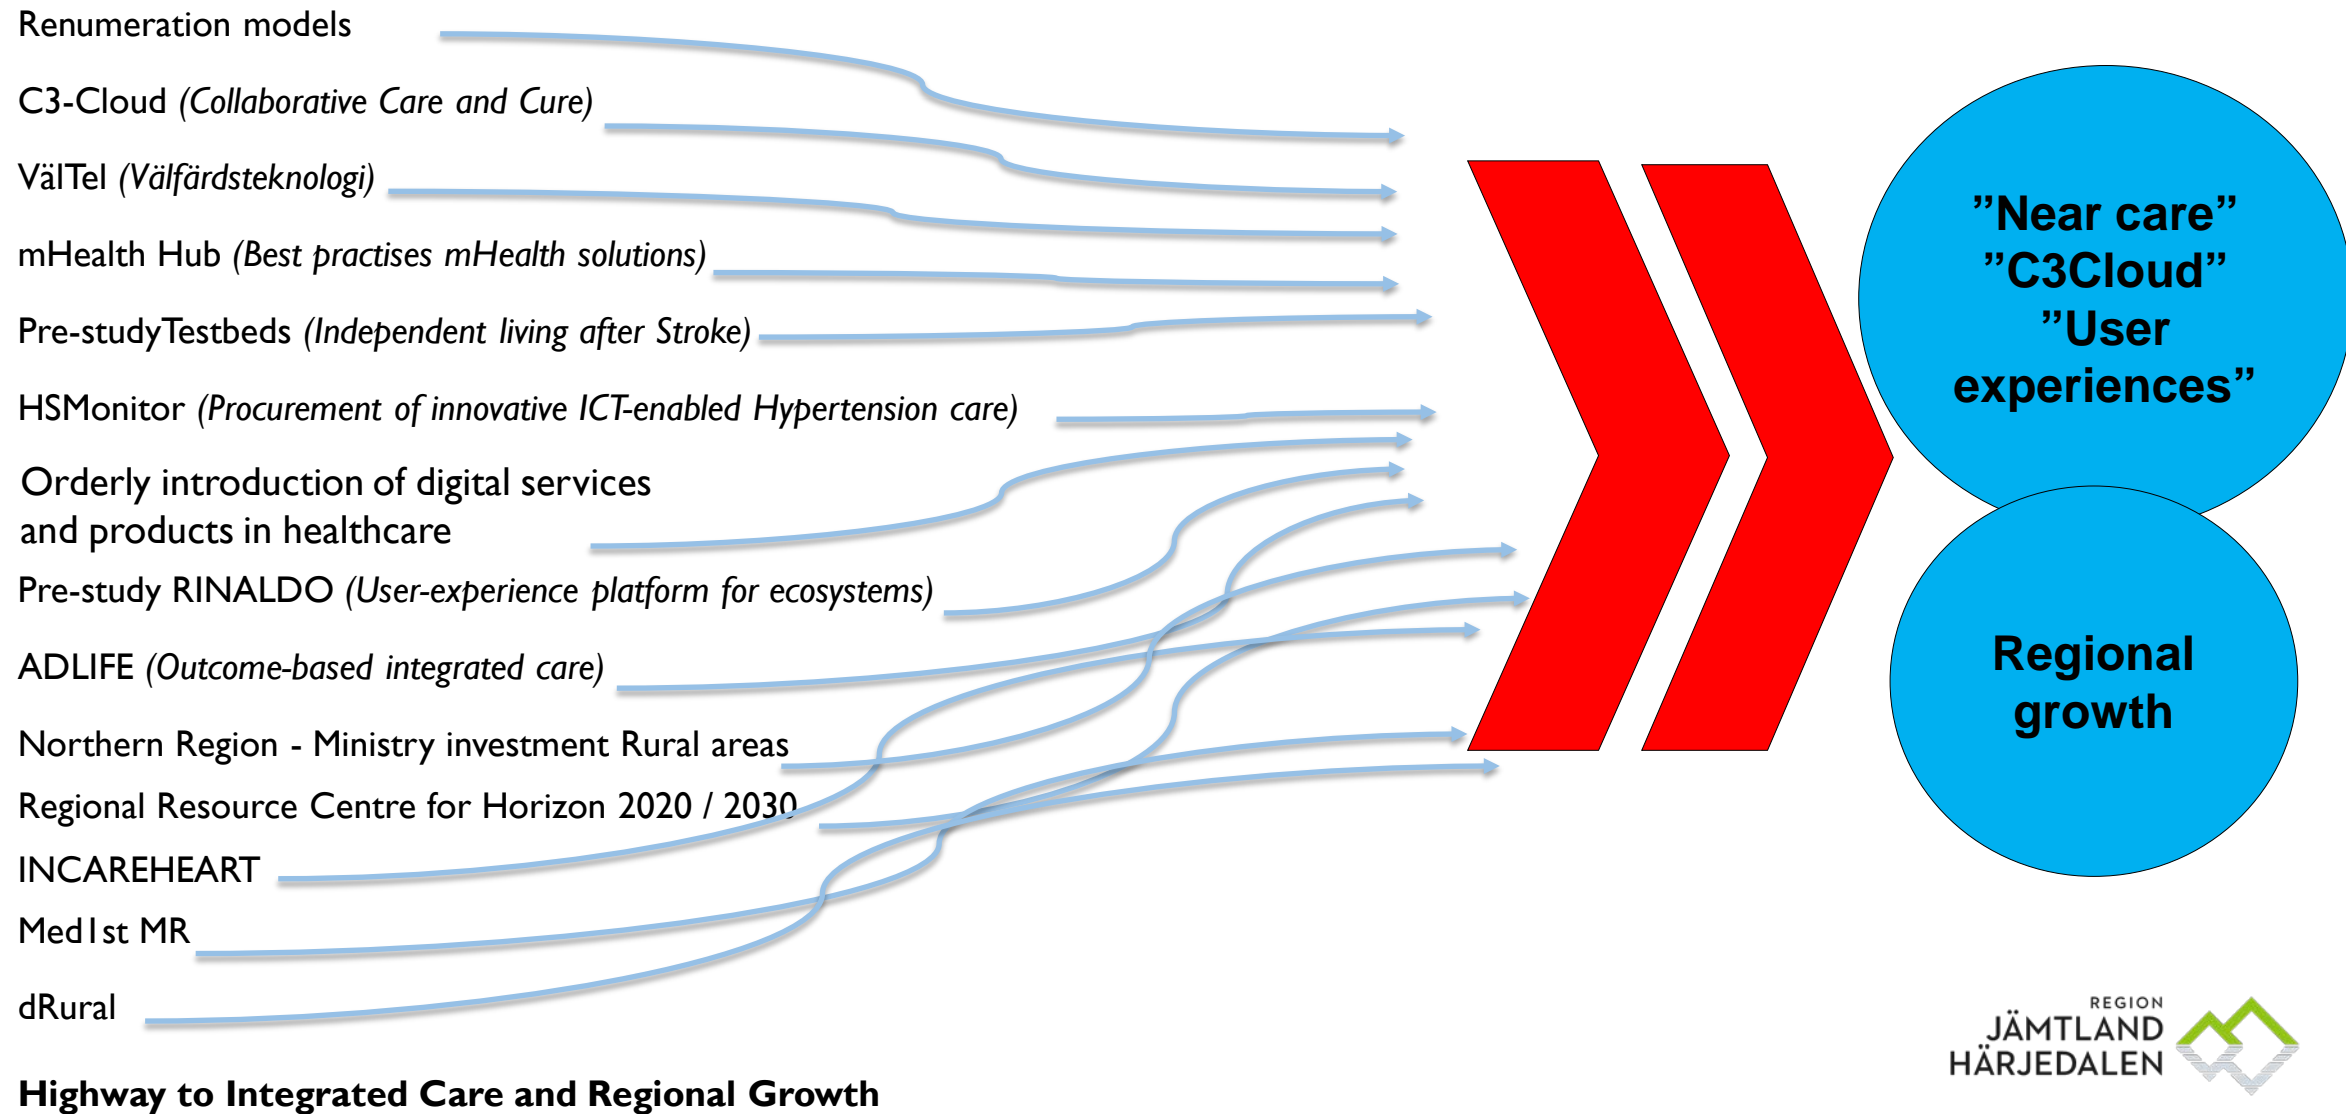 Renumeration models
C3-Cloud (Collaborative Care and Cure)
VälTel (Välfärdsteknologi)
mHealth Hub (Best practises mHealth solutions)
Pre-studyTestbeds (Independent living after Stroke)
HSMonitor (Procurement of innovative ICT-enabled Hypertension care)
Orderly introduction of digital services
and products in healthcare
Pre-study RINALDO (User-experience platform for ecosystems)
ADLIFE (Outcome-based integrated care)
Northern Region - Ministry investment Rural areas
Regional Resource Centre for Horizon 2020 / 2030
INCAREHEART
Med1st MR
dRural
Highway to Integrated Care and Regional Growth
”Near care”
”C3Cloud”
”User
experiences”
Regional
growth
REGION
JÄMTLAND
HÄRJEDALEN